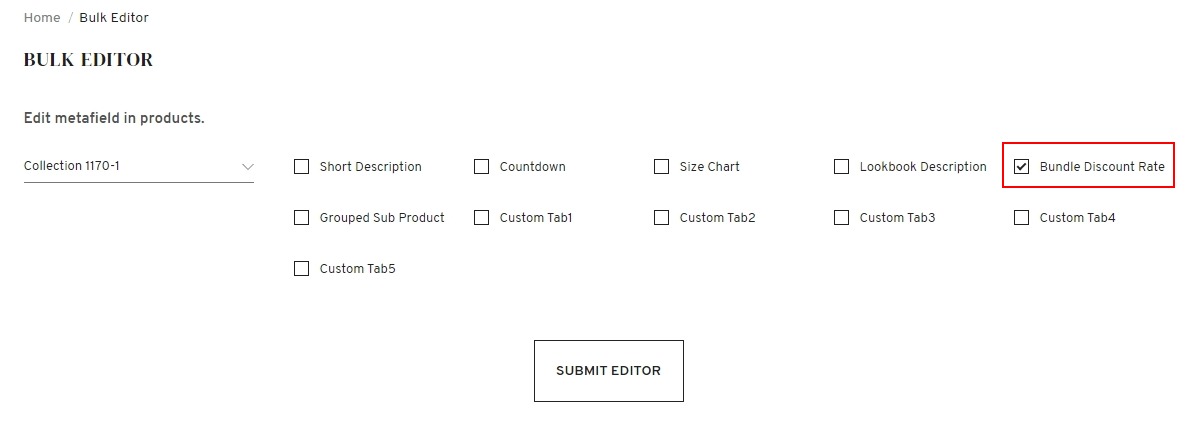 Home / Bulk Editor
BULK EDITOR
Edit metafield in products.
Collection 1170-1
Short Description
Countdown
Size Chart
Lookbook Description
Bundle Discount Rate
Grouped Sub Product
Custom Tab1
Custom Tab2
Custom Tab3
Custom Tab4
Custom Tab5
SUBMIT EDITOR